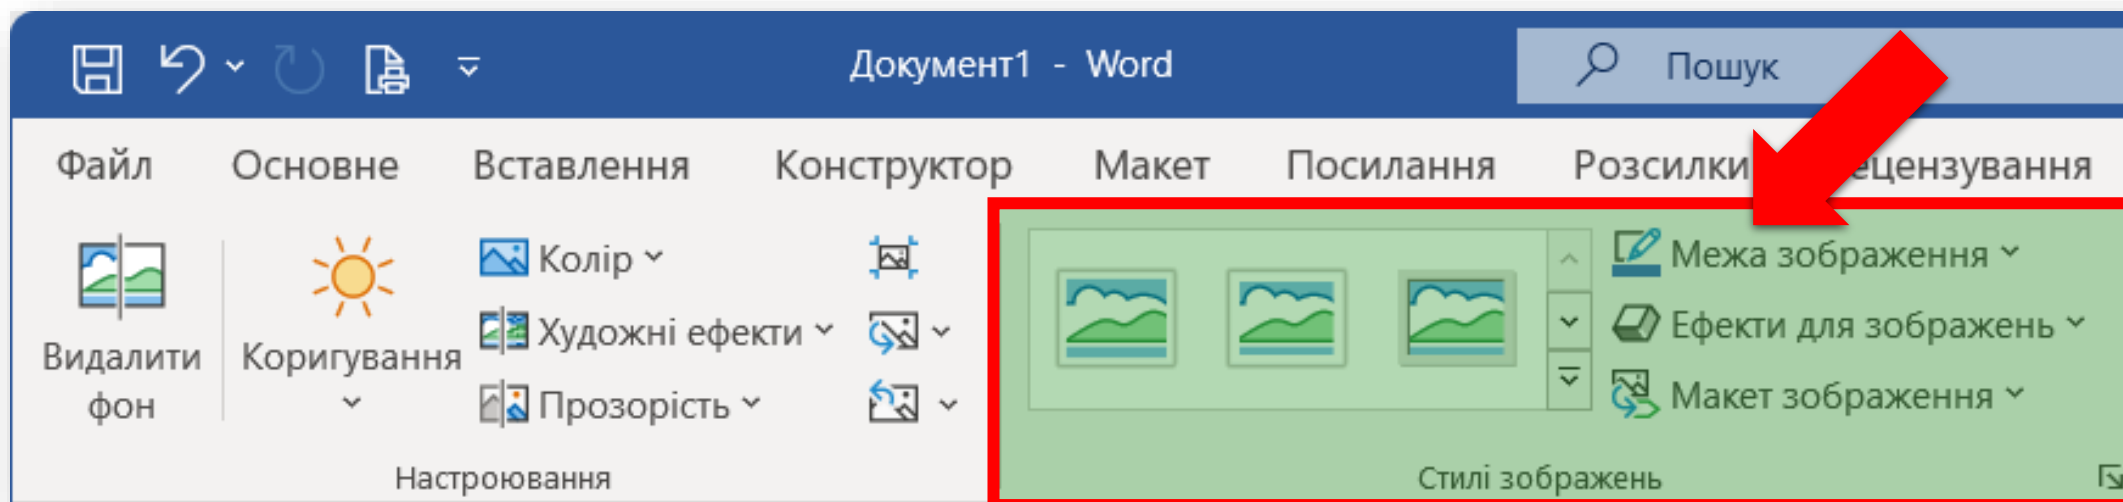 Документ1 - Word
Пошук
Файл Основне Вставлення Конструктор Макет Посилання Розсилки ецензування
Видалити фон
Коригування
Колір
Художні ефекти
Прозорість
Настроювання
Межа зображення
Ефекти для зображень
Макет зображення
Стилі зображень